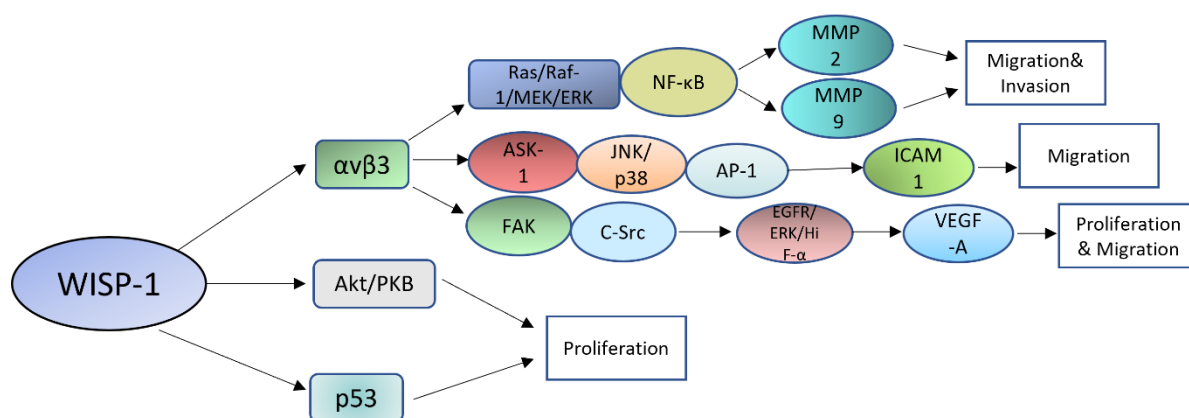 Ras/Raf-
1/MEK/ERK
NF-κB
MMP
2
MMP
9
Migration&
Invasion
αvβ3
ASK-
1
JNK/
p38
AP-1
ICAM
1
Migration
FAK
C-Src
EGFR/
ERK/Hi
F-α
VEGF
-A
Proliferation
& Migration
WISP-1
Akt/PKB
Proliferation
p53